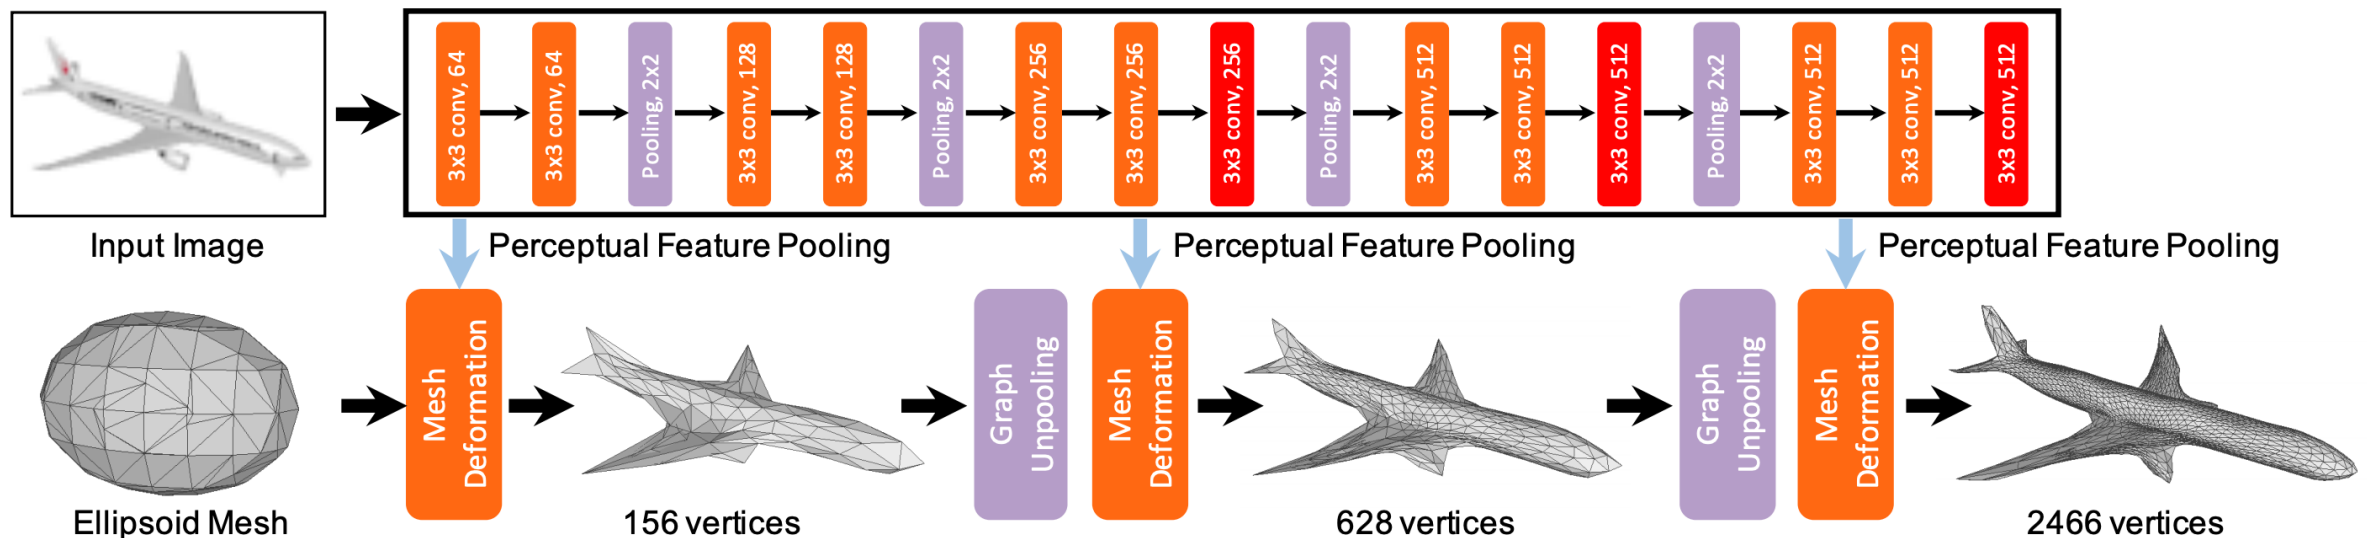 3x3 conv, 64
3x3 conv, 64
Pooling, 2x2
3x3 conv, 128
3x3 conv, 128
Pooling, 2x2
3x3 conv, 256
3x3 conv, 256
3x3 conv, 256
Pooling, 2x2
3x3 conv, 512
3x3 conv, 512
3x3 conv, 512
Pooling, 2x2
3x3 conv, 512
3x3 conv, 512
3x3 conv, 512
Input Image
Perceptual Feature Pooling
Perceptual Feature Pooling
Perceptual Feature Pooling
Mesh
Deformation
Graph
Unpooling
Mesh
Deformation
Graph
Unpooling
Mesh
Deformation
Ellipsoid Mesh
156 vertices
628 vertices
2466 vertices